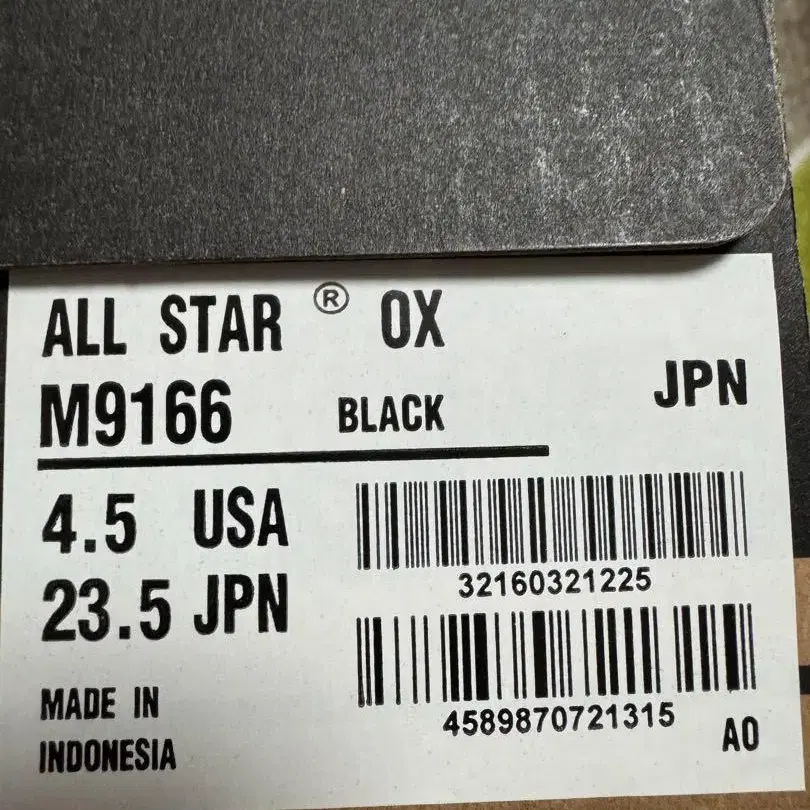 ALL STAR ® OX
M9166 BLACK JPN
4.5 USA
23.5 JPN
32160321225
4589870721315
MADE IN
INDONESIA
A0